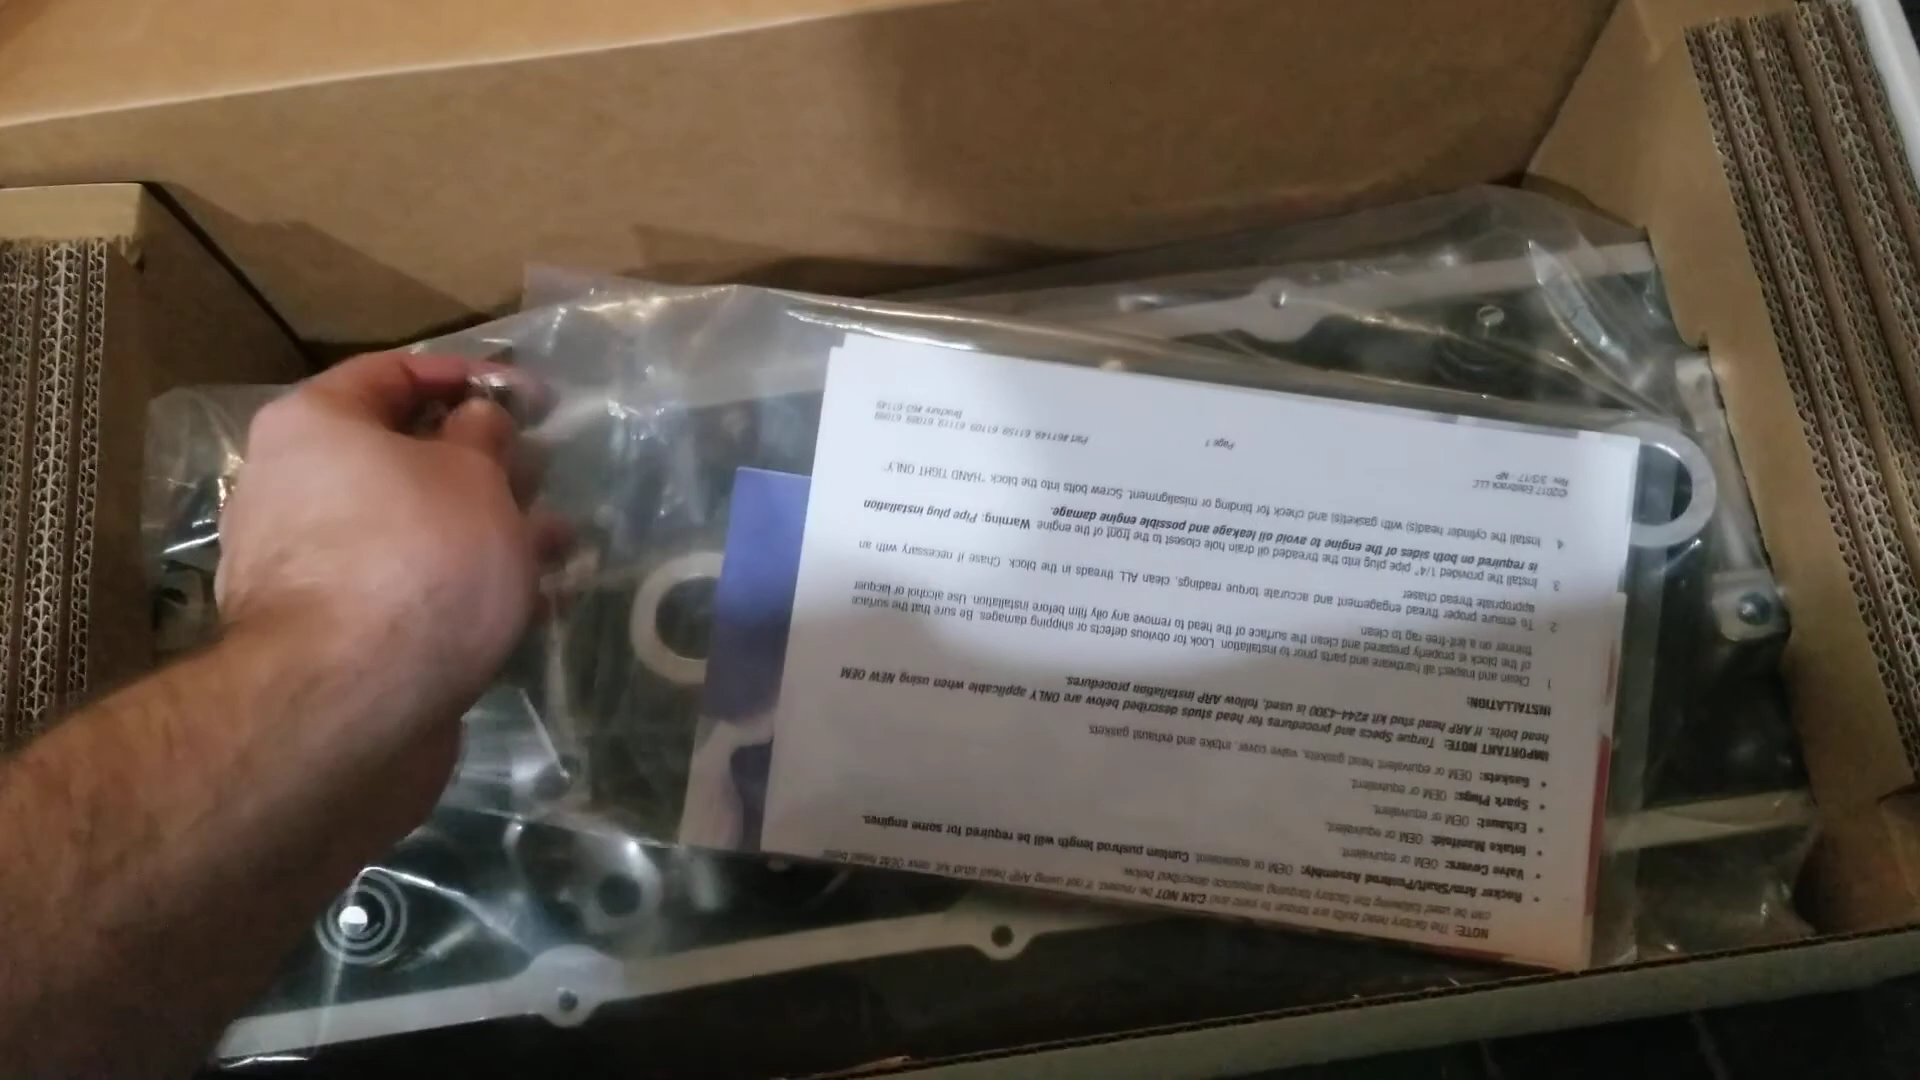 NOTE: The factory head bolts are torque to yield and CAN NOT be reused. If not using ARP head stud kit, new OEM head bolts
can be used following the factory torquing sequence described below.
• Rocker Arm/Shaft/Pushrod Assembly: OEM or equivalent. Custom pushrod length will be required for some engines.
• Valve Covers: OEM or equivalent.
• Intake Manifold: OEM or equivalent.
• Exhaust: OEM or equivalent.
• Spark Plugs: OEM or equivalent.
• Gaskets: OEM or equivalent head gaskets, valve cover, intake and exhaust gaskets
IMPORTANT NOTE: Torque Specs and procedures for head studs described below are ONLY applicable when using NEW OEM
head bolts. If ARP head stud kit #244-4300 is used, follow ARP installation procedures.
INSTALLATION:
1. Clean and inspect all hardware and parts prior to installation. Look for obvious defects or shipping damages. Be sure that the surface
of the block is properly prepared and clean the surface of the head to remove any oily film before installation. Use alcohol or lacquer
thinner on a lint-free rag to clean.
2. To ensure proper thread engagement and accurate torque readings, clean ALL threads in the block. Chase if necessary with an
appropriate thread chaser
3. Install the provided 1/4" pipe plug into the threaded oil drain hole closest to the front of the engine. Warning: Pipe plug installation
is required on both sides of the engine to avoid oil leakage and possible engine damage.
4. Install the cylinder head(s) with gasket(s) and check for binding or misalignment. Screw bolts into the block "HAND TIGHT ONLY"
©2017 Edelbrock LLC
Rev. 3/3/17 - NP
Page 1
Part #61149, 61159, 61109, 61119, 61089, 61099
Brochure #63-61149